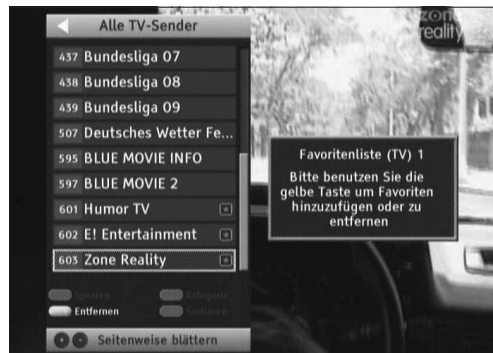 Alle TV-Sender
437 Bundesliga 07
438 Bundesliga 08
439 Bundesliga 09
507 Deutsches Wetter Fe...
595 BLUE MOVIE INFO
597 BLUE MOVIE 2
601 Humor TV
602 E! Entertainment
603 Zone Reality
Sperren
Kategorie
Entfernen
Sortieren
Seitenweise blättern
zone
reality
Favoritenliste (TV) 1
Bitte benutzen Sie die
gelbe Taste um Favoriten
hinzuzufügen oder zu
entfernen